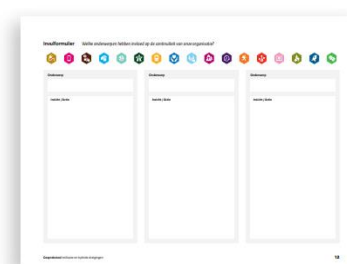 Invulformulier Welke onderwerpen hebben invloed op de continuïteit van onze organisatie?
Onderwerp: Onderwerp: Onderwerp:
Inzicht / Actie Inzicht / Actie Inzicht / Actie
13